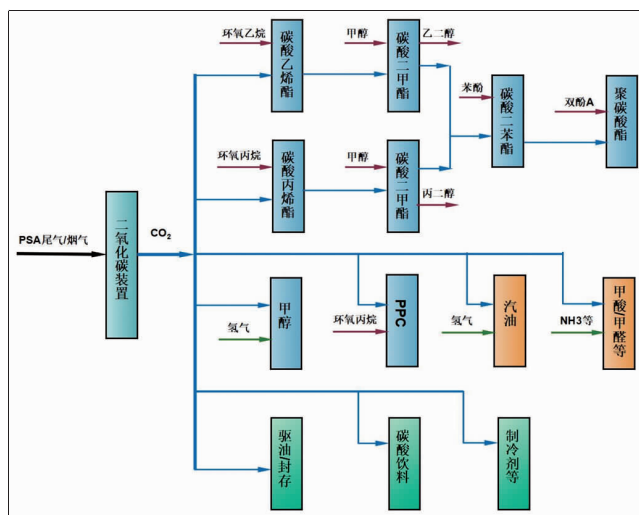 环氧乙烷
碳酸乙烯酯
甲醇
碳酸二甲酯
乙二醇
苯酚
碳酸二苯酯
双酚A
聚碳酸酯
环氧丙烷
碳酸丙烯酯
甲醇
碳酸二甲酯
丙二醇
PSA尾气/烟气
二氧化碳装置
CO₂
氢气
甲醇
环氧丙烷
PPC
氢气
汽油
NH3等
甲酸/甲醛等
驱油/封存
碳酸饮料
制冷剂等